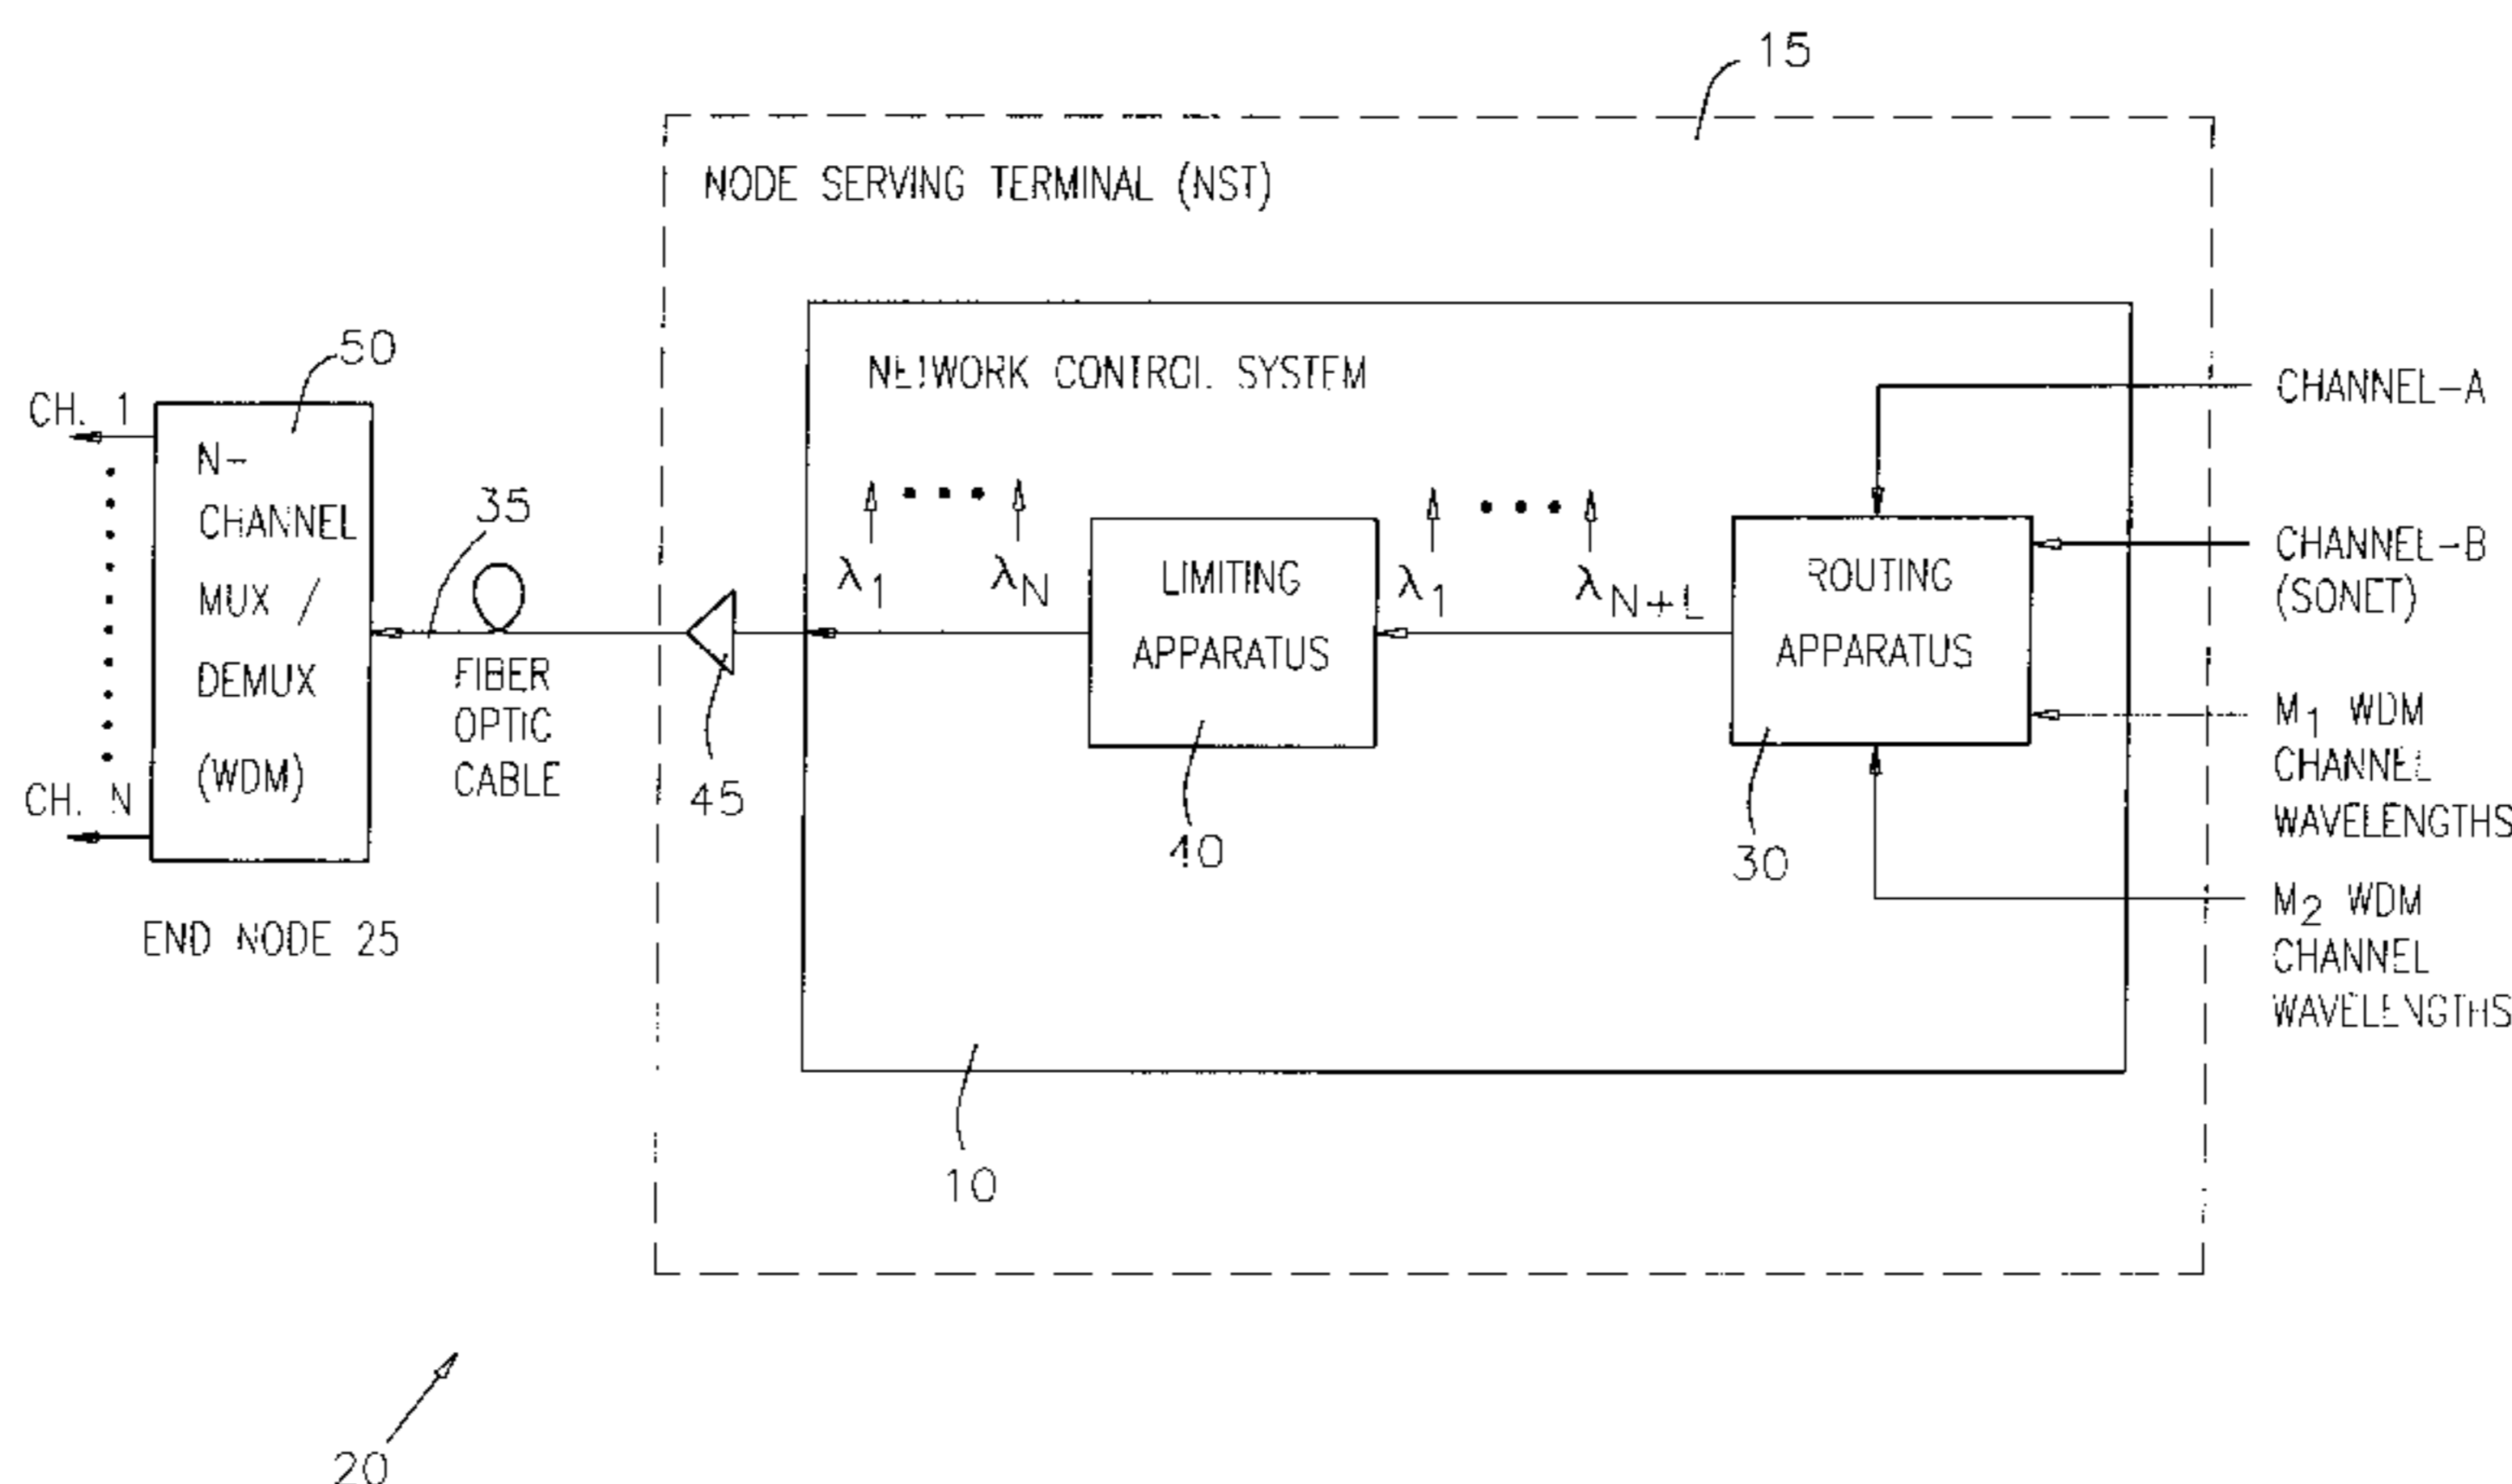 15
NODE SERVING TERMINAL (NST)
50
NETWORK CONTROL SYSTEM
CHANNEL-A
CH. 1
N-
CHANNEL
MUX /
DEMUX
(WDM)
CH. N
END NODE 25
35
FIBER
OPTIC
CABLE
45
λ1 λN
LIMITING
APPARATUS
40
λ1 λN+L
ROUTING
APPARATUS
30
CHANNEL-B
(SONET)
M1 WDM
CHANNEL
WAVELENGTHS
M2 WDM
CHANNEL
WAVELENGTHS
10
20